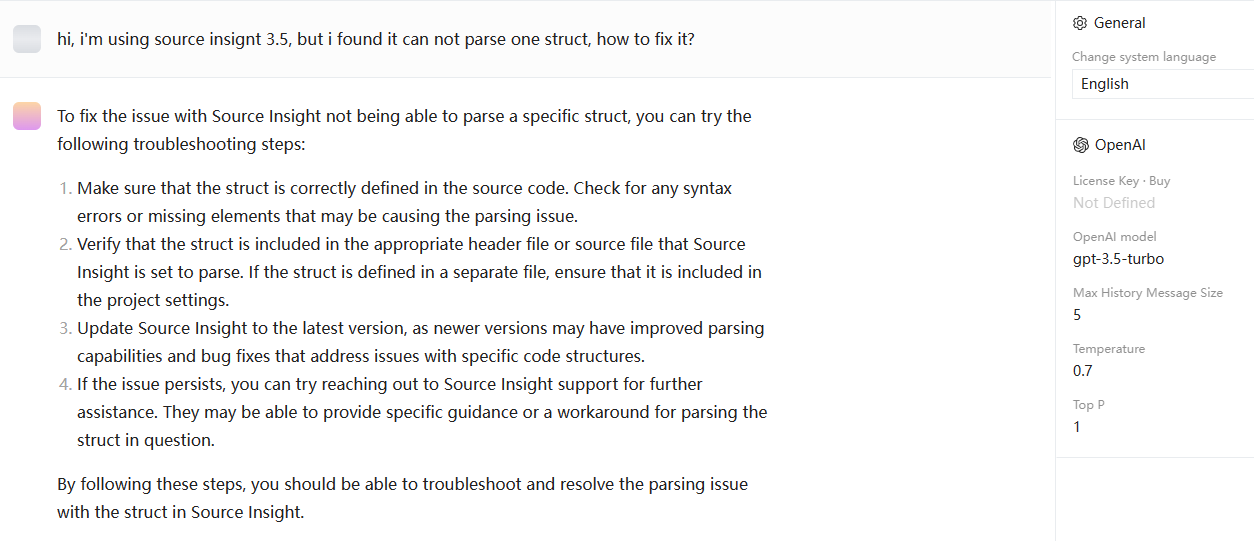 hi, i'm using source insignt 3.5, but i found it can not parse one struct, how to fix it?
To fix the issue with Source Insight not being able to parse a specific struct, you can try the
following troubleshooting steps:
1. Make sure that the struct is correctly defined in the source code. Check for any syntax
errors or missing elements that may be causing the parsing issue.
2. Verify that the struct is included in the appropriate header file or source file that Source
Insight is set to parse. If the struct is defined in a separate file, ensure that it is included in
the project settings.
3. Update Source Insight to the latest version, as newer versions may have improved parsing
capabilities and bug fixes that address issues with specific code structures.
4. If the issue persists, you can try reaching out to Source Insight support for further
assistance. They may be able to provide specific guidance or a workaround for parsing the
struct in question.
By following these steps, you should be able to troubleshoot and resolve the parsing issue
with the struct in Source Insight.
General
Change system language
English
OpenAI
License Key · Buy
Not Defined
OpenAI model
gpt-3.5-turbo
Max History Message Size
5
Temperature
0.7
Top P
1